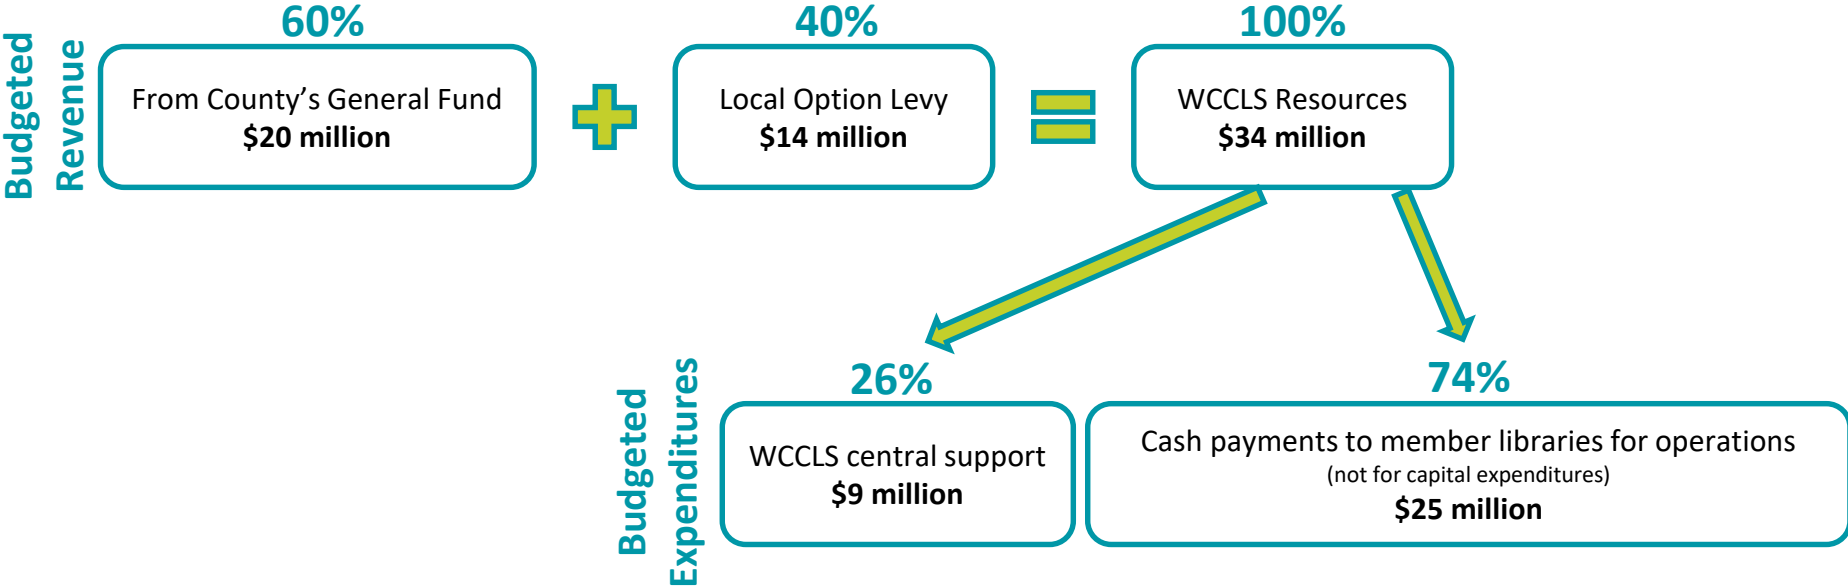 Budgeted
Revenue
60%
From County’s General Fund
$20 million
40%
Local Option Levy
$14 million
100%
WCCLS Resources
$34 million
Budgeted
Expenditures
26%
WCCLS central support
$9 million
74%
Cash payments to member libraries for operations
(not for capital expenditures)
$25 million